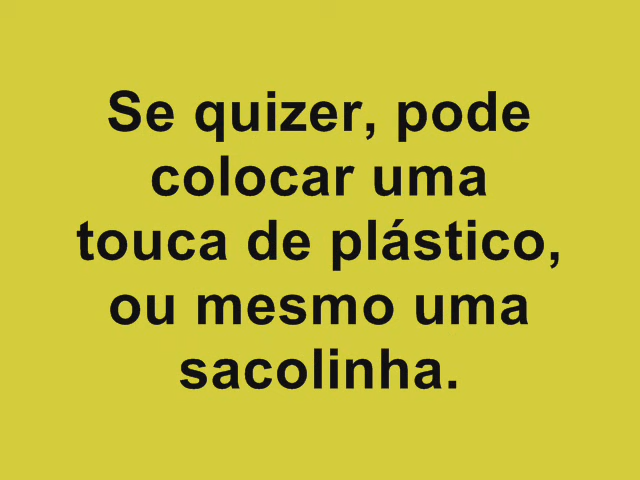 Se quizer, pode
colocar uma
touca de plástico,
ou mesmo uma
sacolinha.